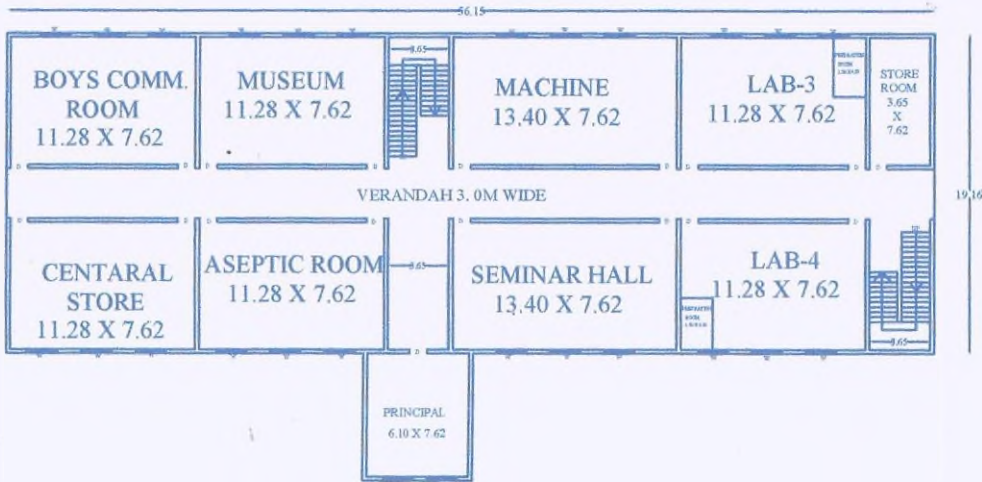 56.15
BOYS COMM.
ROOM
11.28 X 7.62
MUSEUM
11.28 X 7.62
3.65
MACHINE
13.40 X 7.62
LAB-3
11.28 X 7.62
STORE
ROOM
3.65
X
7.62
VERANDAH 3.0M WIDE
19.16
CENTARAL
STORE
11.28 X 7.62
ASEPTIC ROOM
11.28 X 7.62
3.65
SEMINAR HALL
13.40 X 7.62
LAB-4
11.28 X 7.62
3.65
PRINCIPAL
6.10 X 7.62